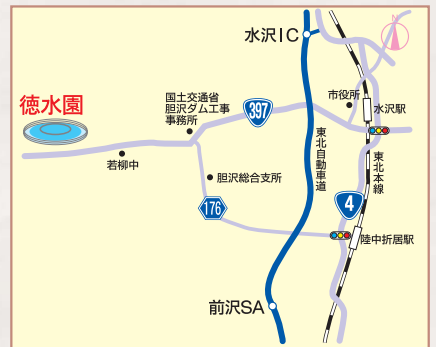 水沢IC
徳水園
国土交通省
胆沢ダム工事
事務所
397
市役所
水沢駅
若柳中
東北自動車道
東北本線
胆沢総合支所
176
4
陸中折居駅
前沢SA